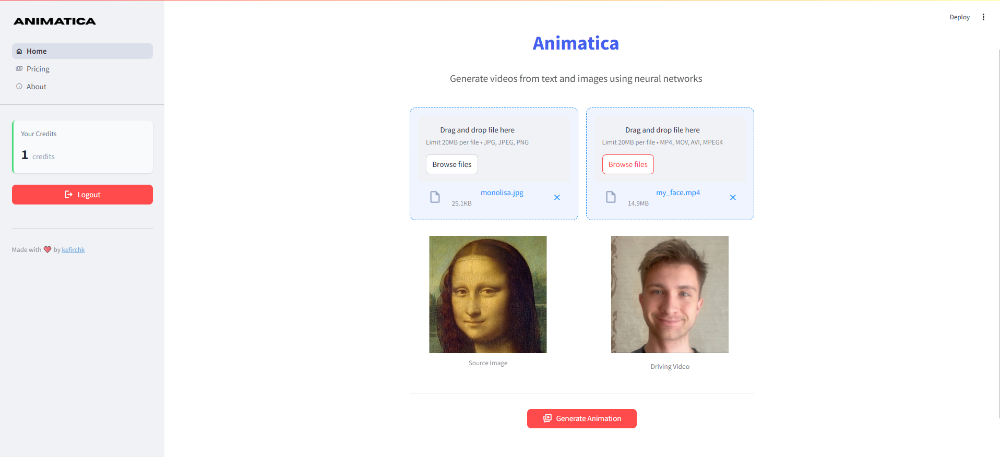 ANIMATICA
Home
Pricing
About
Your Credits
1 credits
Logout
Made with ❤️ by kefirchk
Deploy
Animatica
Generate videos from text and images using neural networks
Drag and drop file here
Limit 20MB per file • JPG, JPEG, PNG
Browse files
monolisa.jpg
25.1KB
Drag and drop file here
Limit 20MB per file • MP4, MOV, AVI, MPEG4
Browse files
my_face.mp4
14.9MB
Source Image
Driving Video
Generate Animation